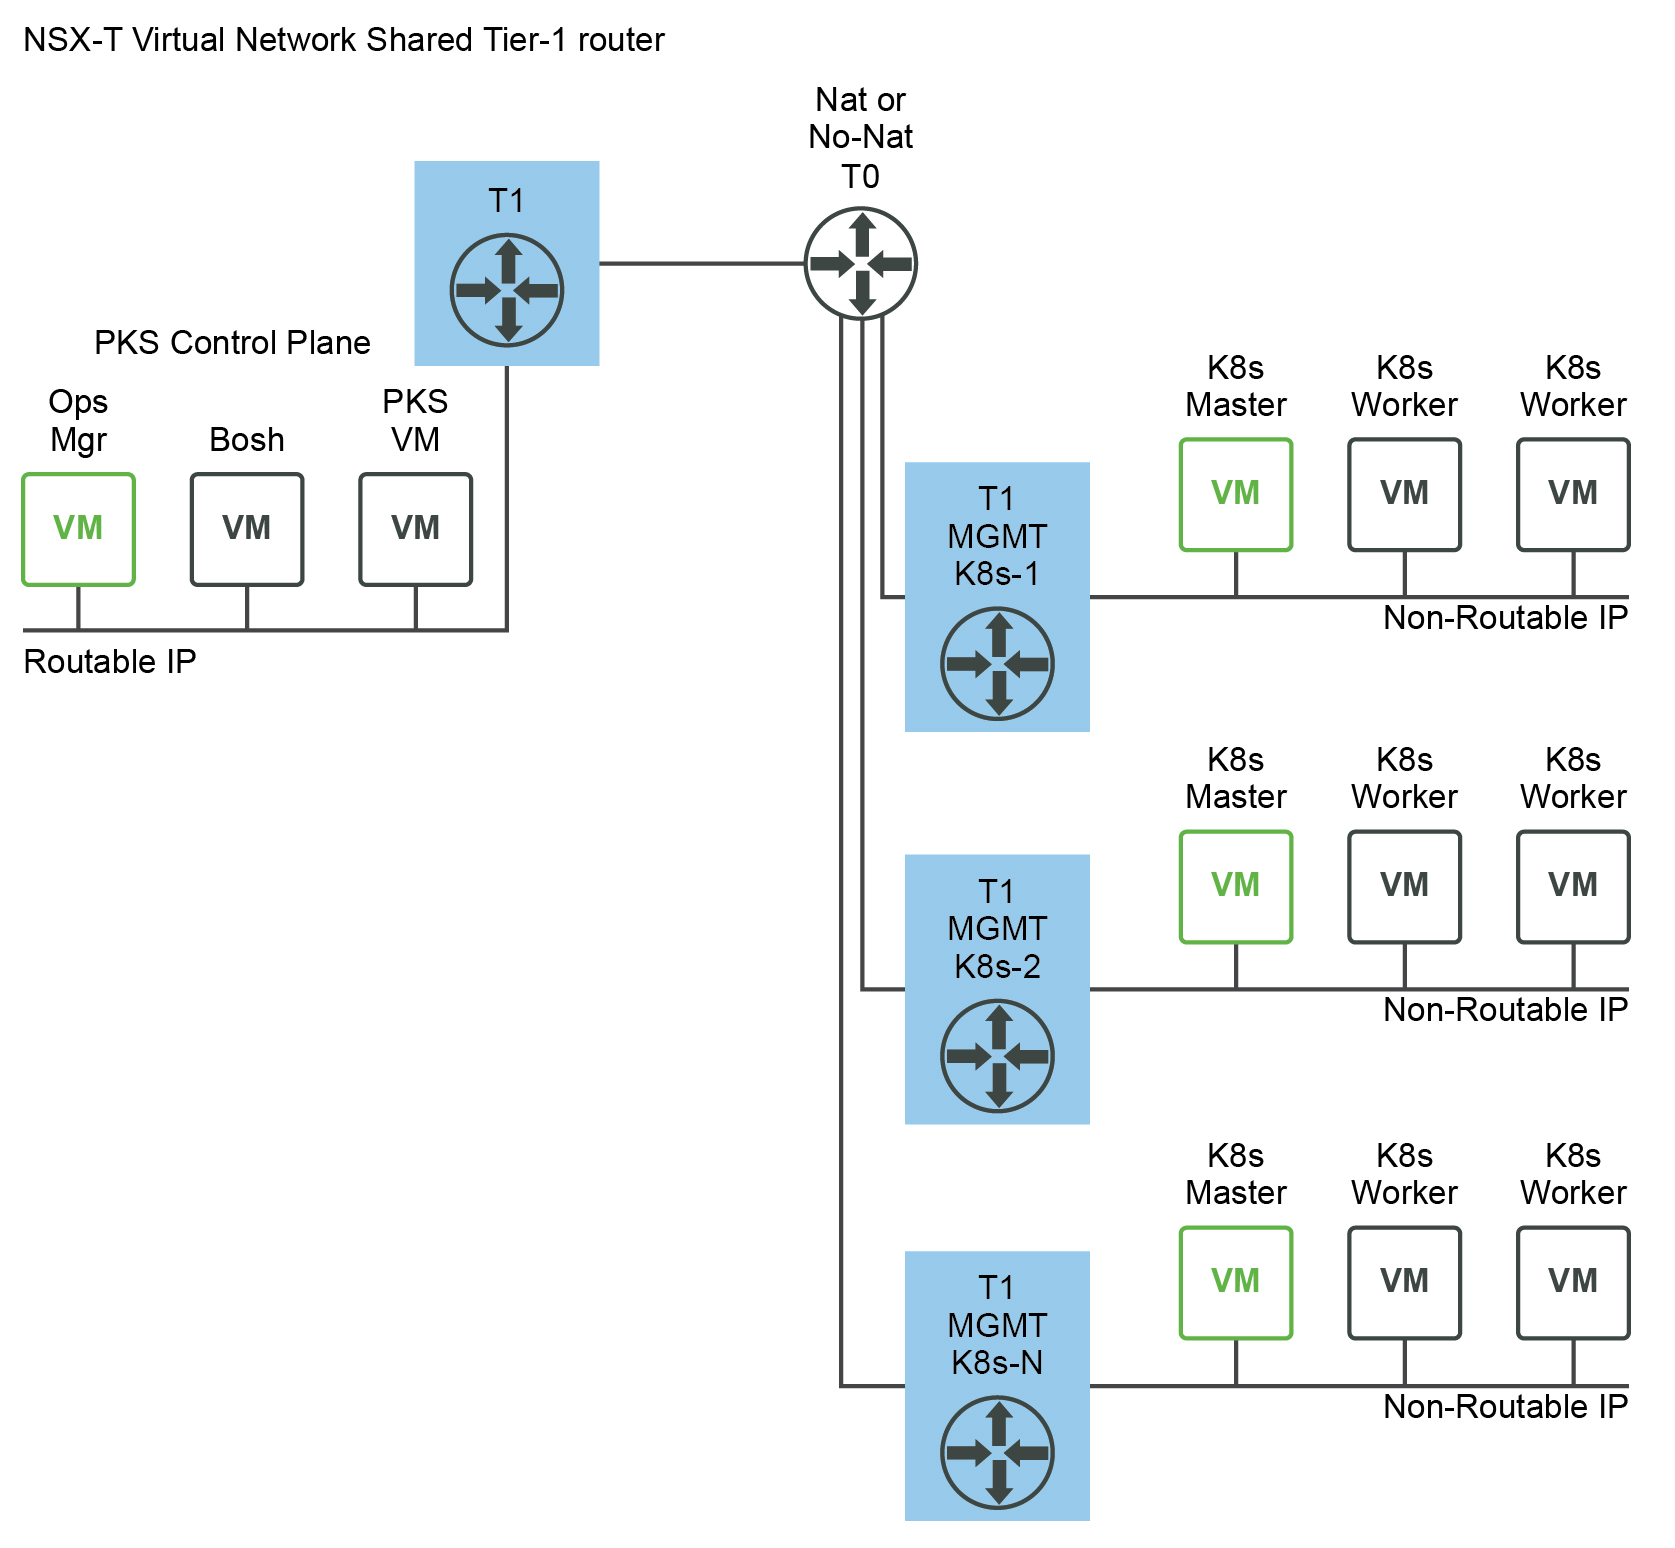 NSX-T Virtual Network Shared Tier-1 router
Nat or
No-Nat
T0
T1
PKS Control Plane
Ops
Mgr
Bosh
PKS
VM
VM
VM
VM
Routable IP
T1
MGMT
K8s-1
K8s
Master
K8s
Worker
K8s
Worker
VM
VM
VM
Non-Routable IP
T1
MGMT
K8s-2
K8s
Master
K8s
Worker
K8s
Worker
VM
VM
VM
Non-Routable IP
T1
MGMT
K8s-N
K8s
Master
K8s
Worker
K8s
Worker
VM
VM
VM
Non-Routable IP